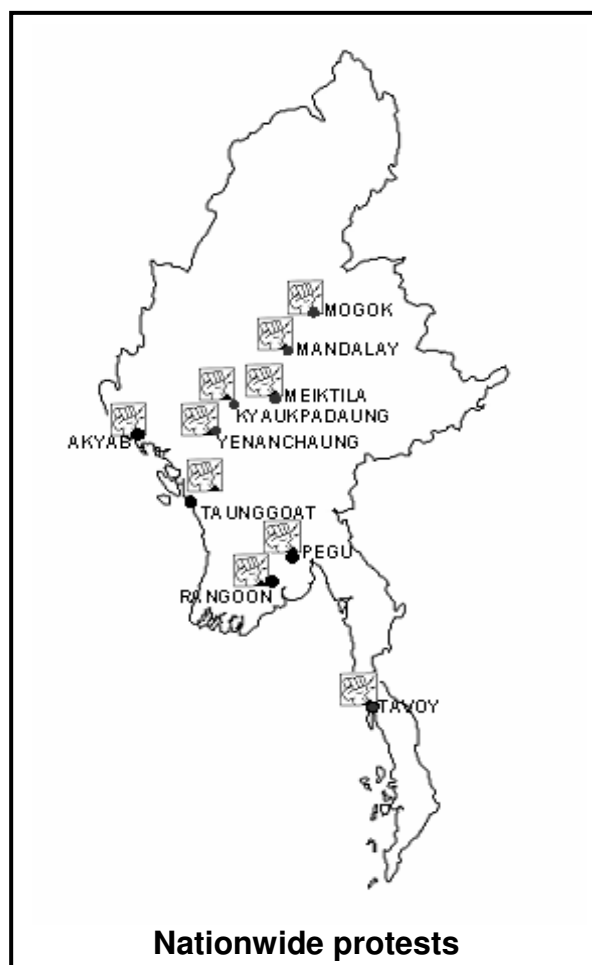 MOGOK
MANDALAY
MEIKTILA
KYAUKPADAUNG
AKYAB
YENANCHAUNG
TAUNGGOAT
PEGU
RANGOON
TAVOY
Nationwide protests